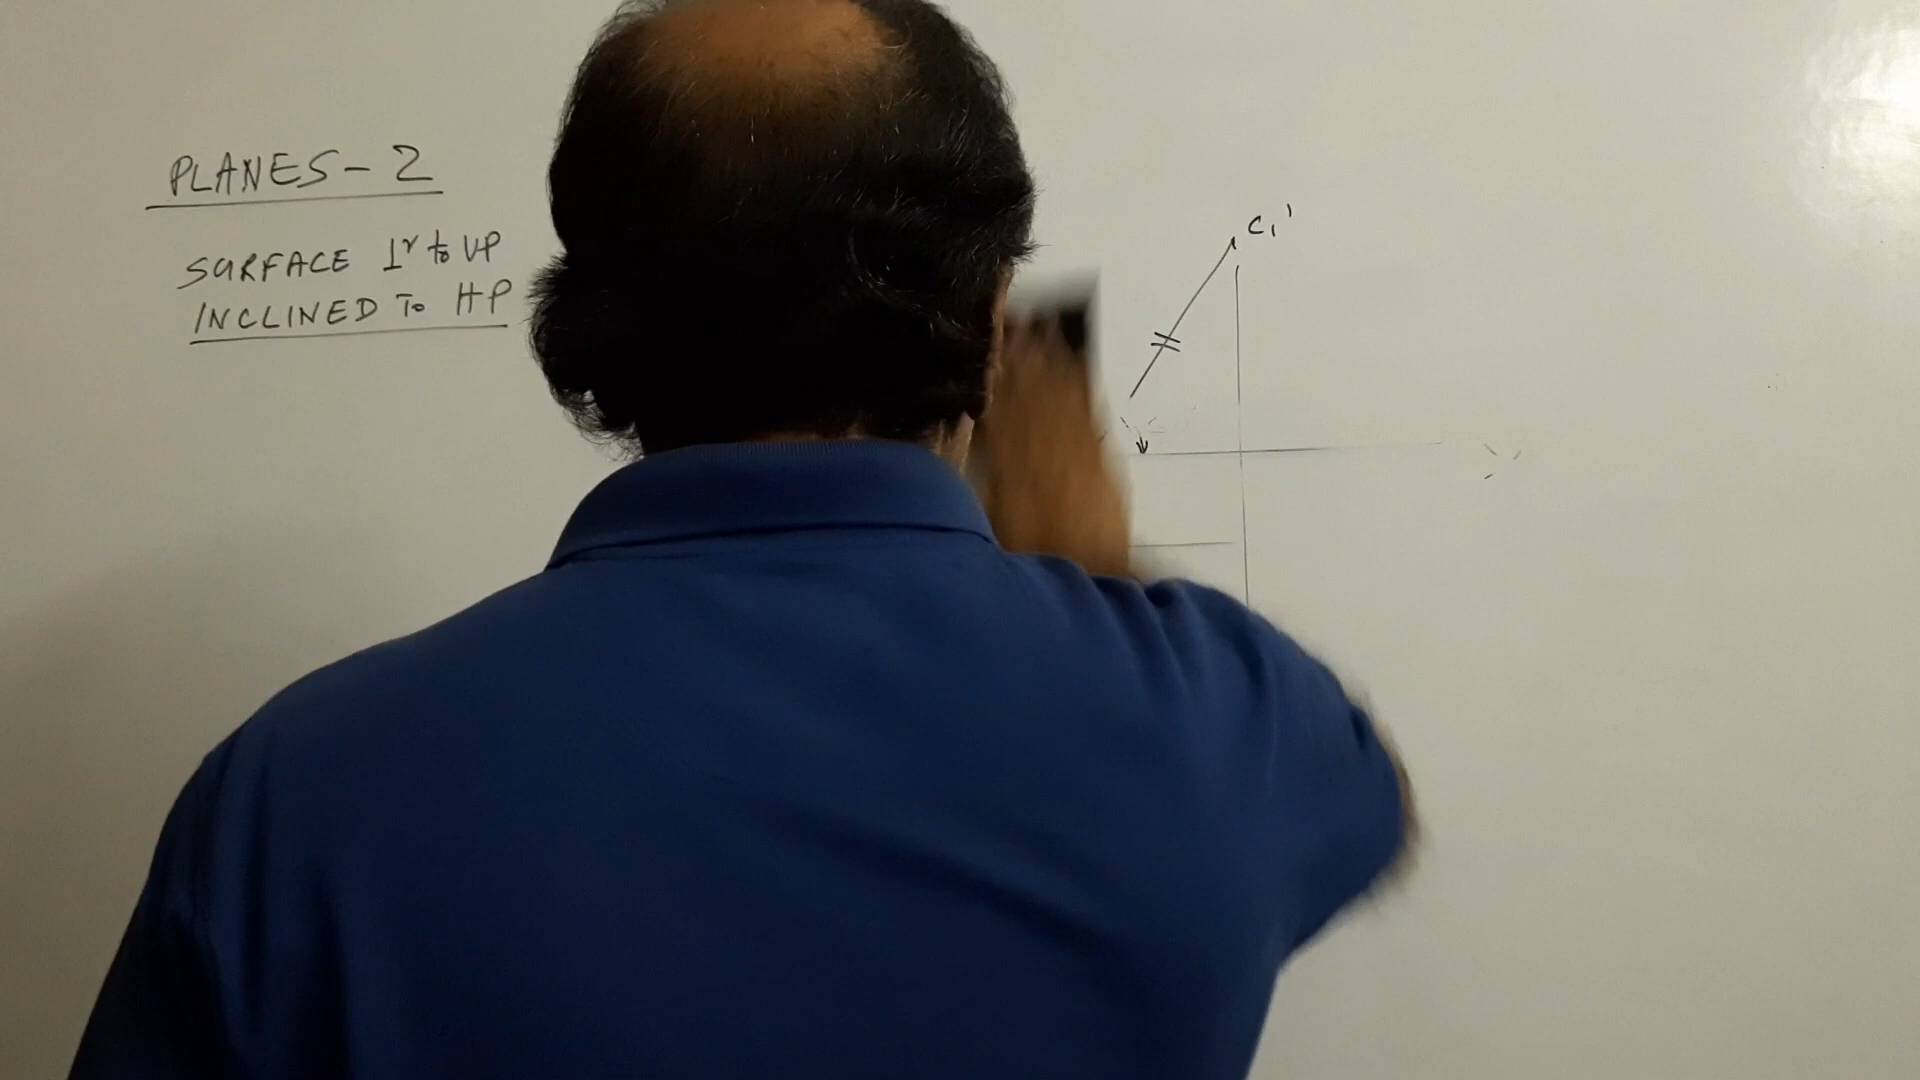 PLANES-2
SURFACE ⊥r to VP
INCLINED To HP
C₁'